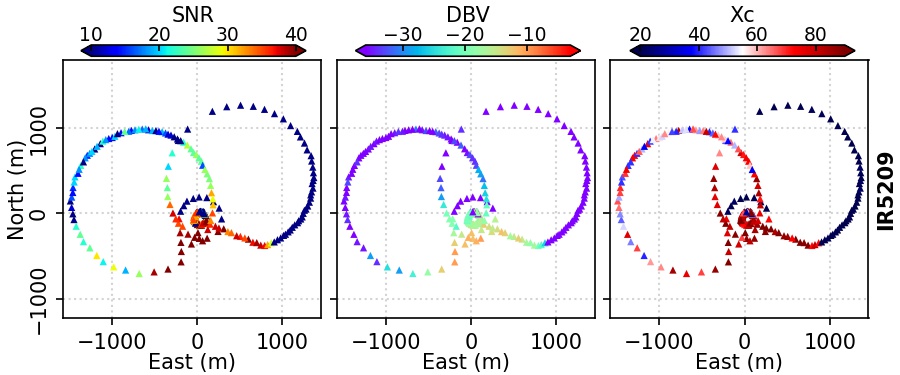 SNR DBV Xc
10 20 30 40 −30 −20 −10 20 40 60 80
1000
North (m) 0 IR5209
−1000
−1000 0 1000 −1000 0 1000 −1000 0 1000
East (m) East (m) East (m)